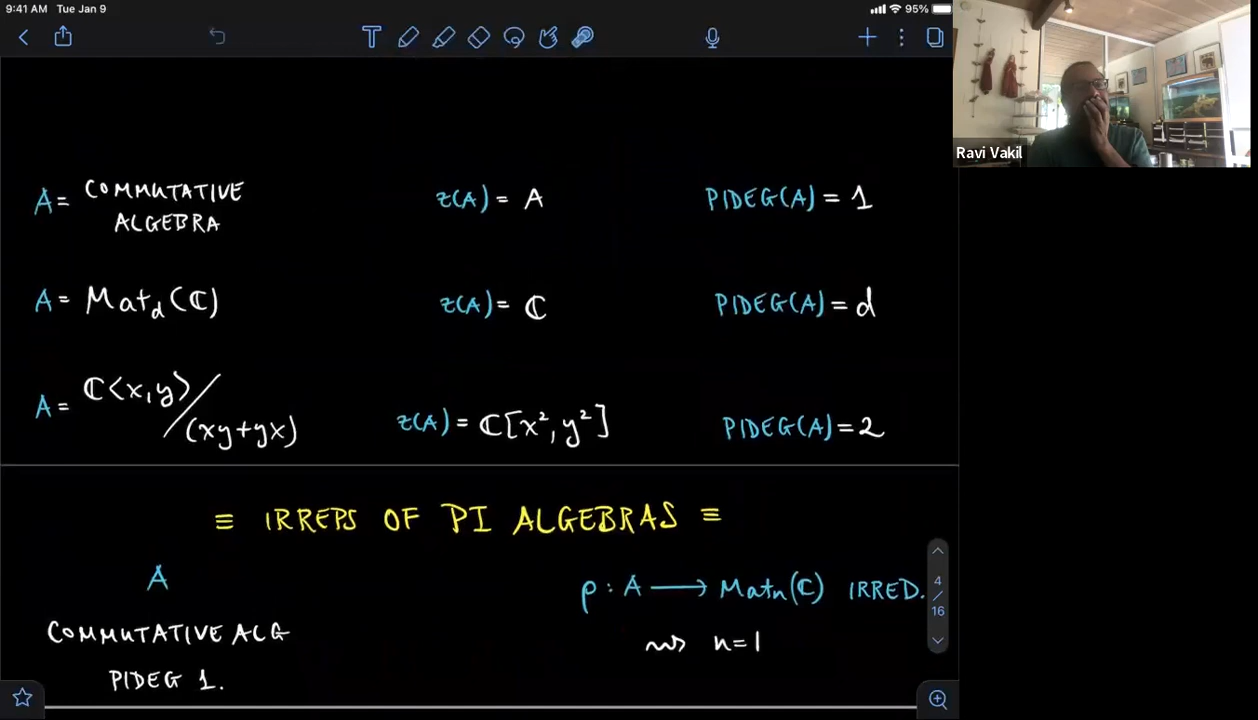 9:41 AM Tue Jan 9
95%
A = COMMUTATIVE ALGEBRA
Z(A) = A
PIDEG(A) = 1
A = Mat_d(ℂ)
Z(A) = ℂ
PIDEG(A) = d
A = ℂ<x,y>/(xy+yx)
Z(A) = ℂ[x², y²]
PIDEG(A) = 2
≡ IRREPS OF PI ALGEBRAS ≡
A
ρ : A ⟶ Matn(ℂ) IRRED.
COMMUTATIVE ALG
⇝ n=1
PIDEG 1.
4
/
16
Ravi Vakil